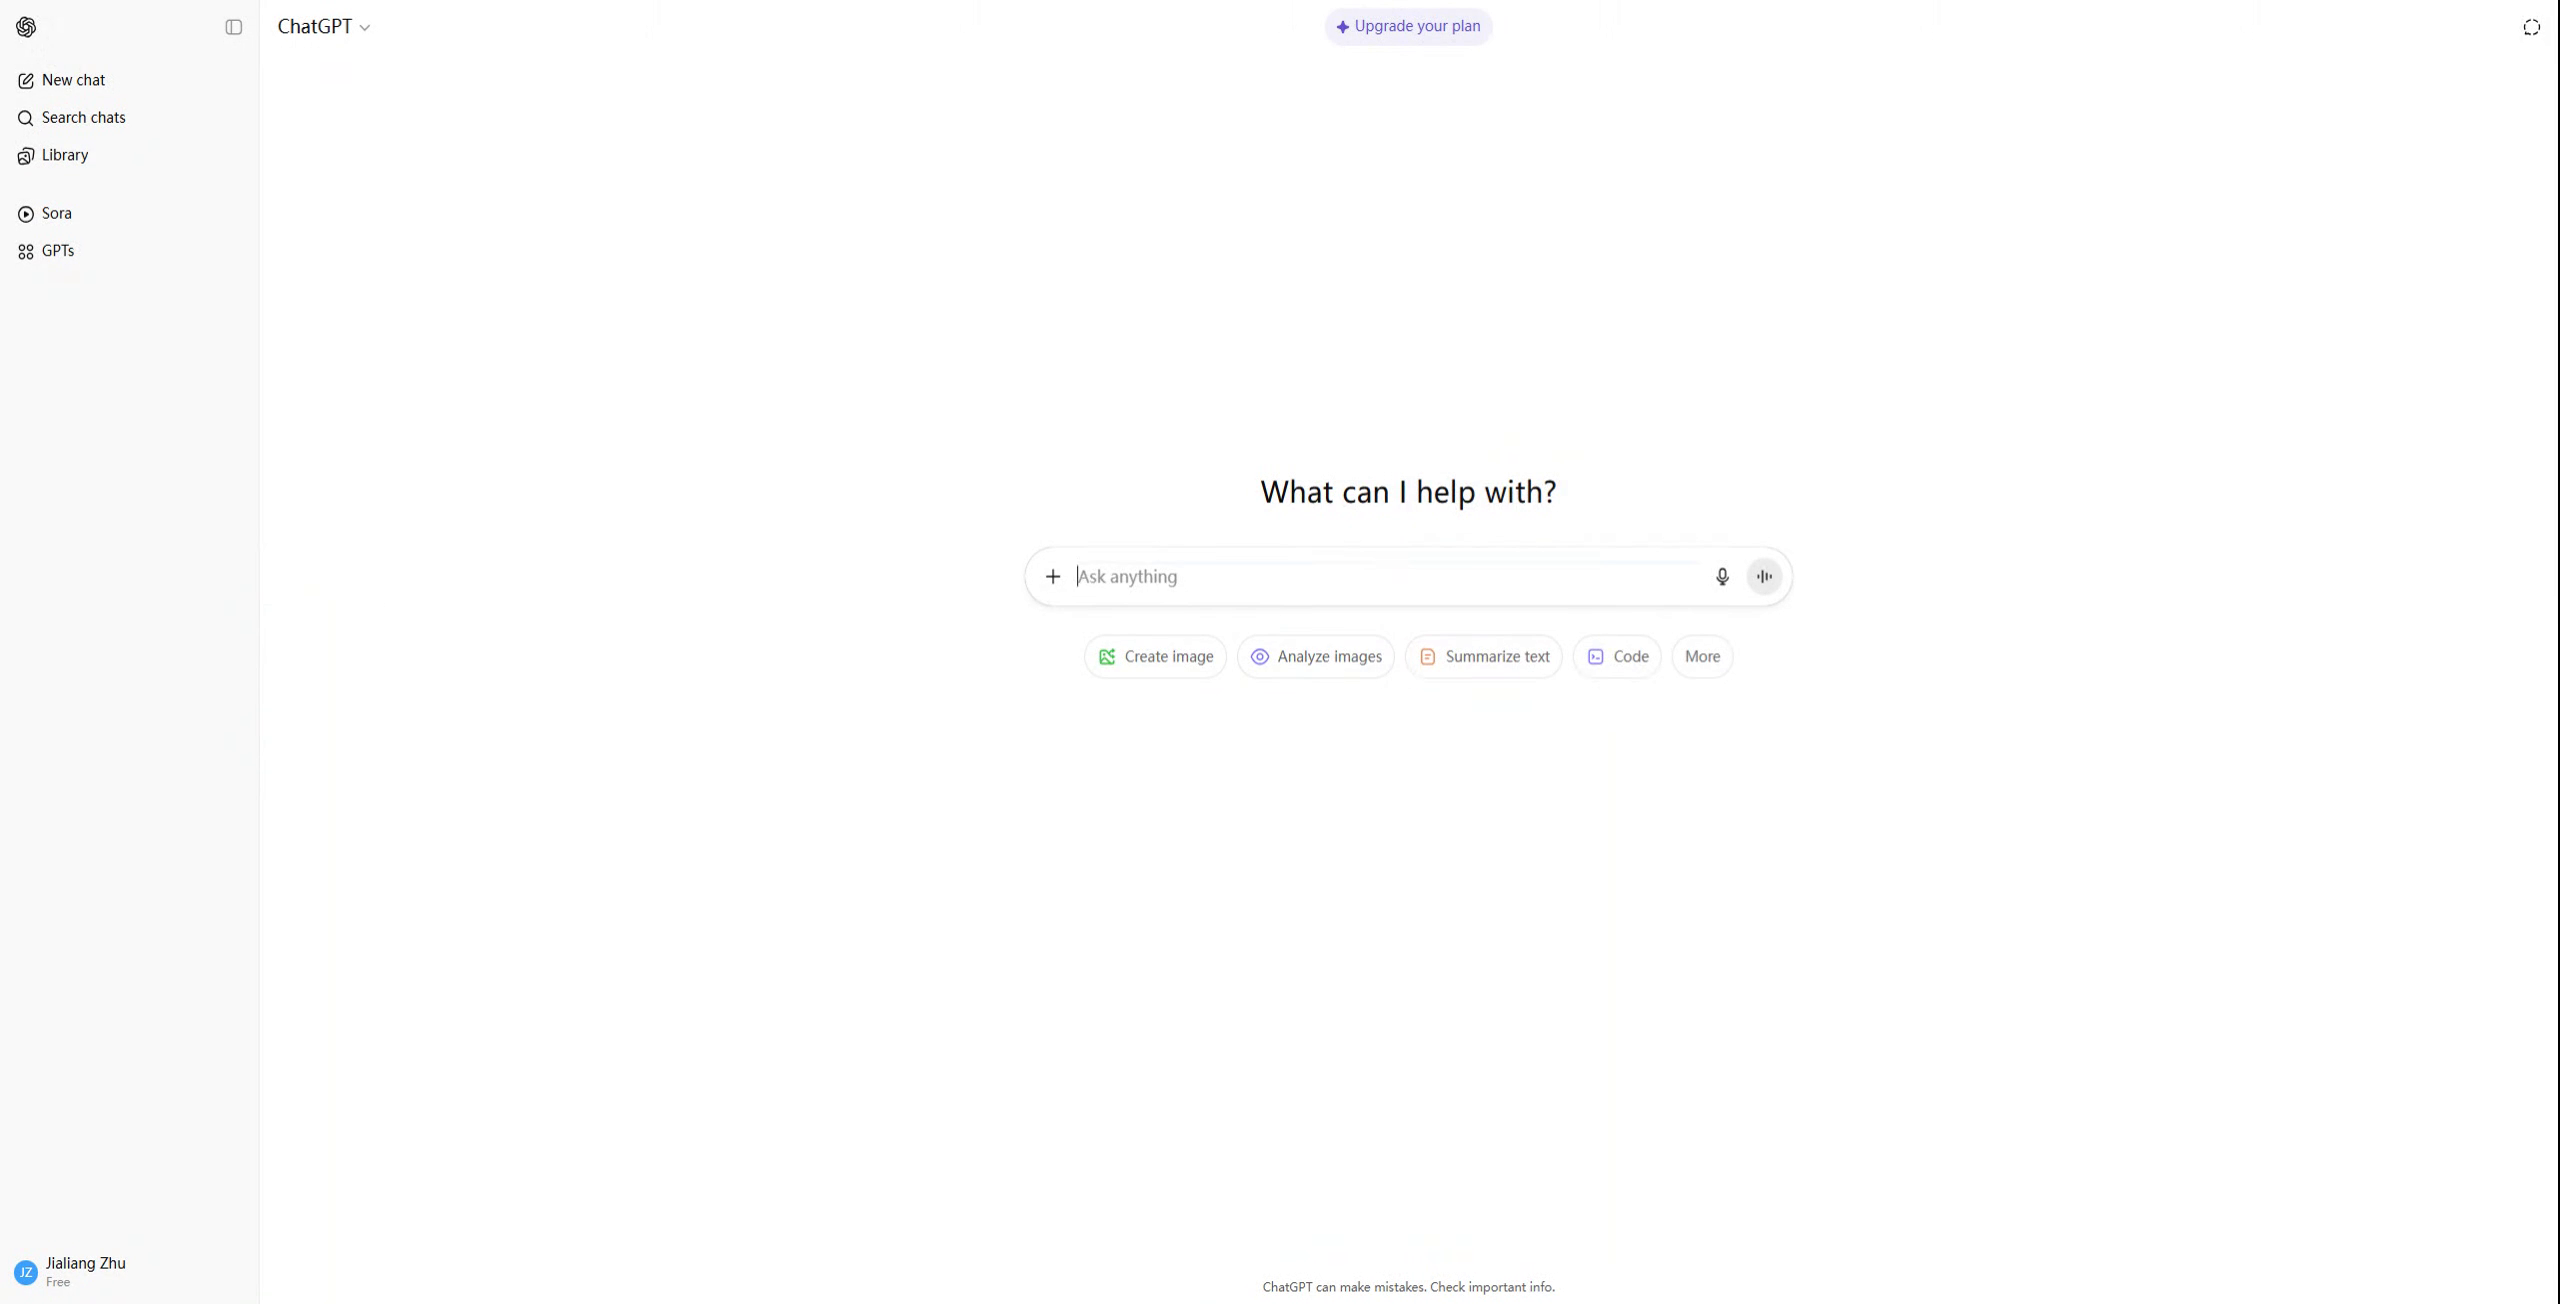 ChatGPT
Upgrade your plan
New chat
Search chats
Library
Sora
GPTs
What can I help with?
Ask anything
Create image
Analyze images
Summarize text
Code
More
JZ
Jialiang Zhu
Free
ChatGPT can make mistakes. Check important info.